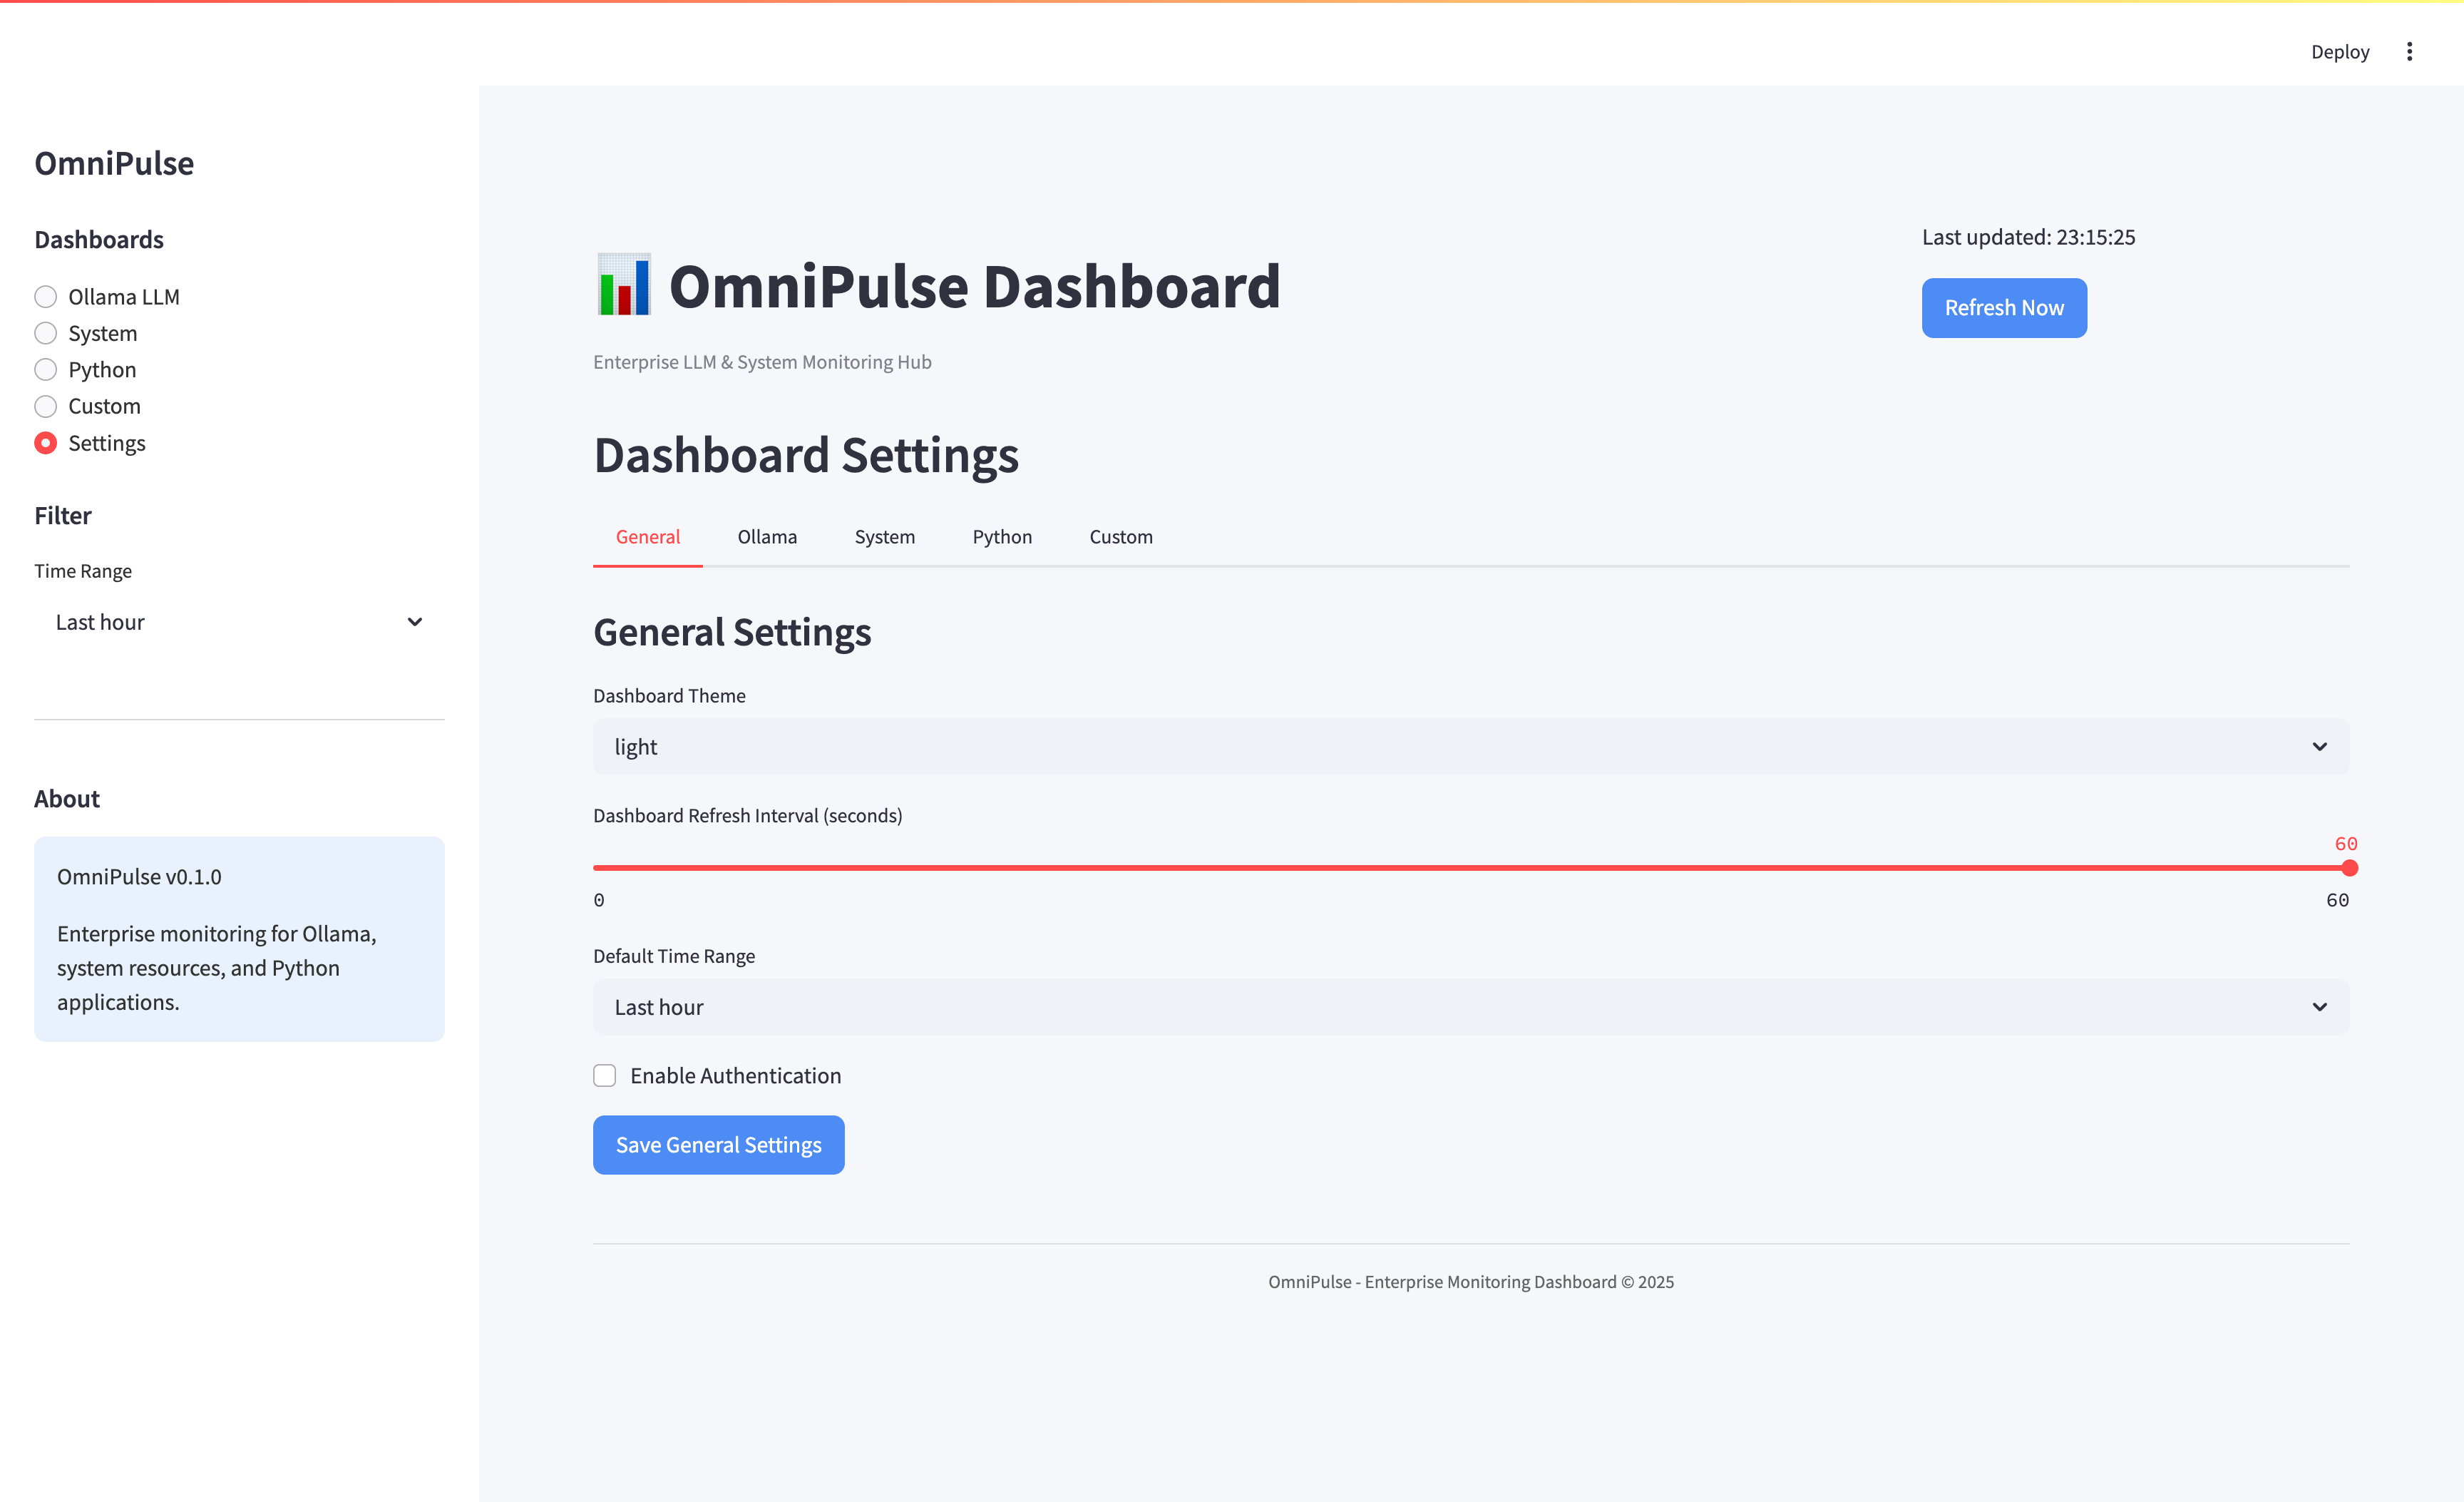 Deploy
OmniPulse
Dashboards
Ollama LLM
System
Python
Custom
Settings
Filter
Time Range
Last hour
About
OmniPulse v0.1.0
Enterprise monitoring for Ollama,
system resources, and Python
applications.
OmniPulse Dashboard
Enterprise LLM & System Monitoring Hub
Last updated: 23:15:25
Refresh Now
Dashboard Settings
General Ollama System Python Custom
General Settings
Dashboard Theme
light
Dashboard Refresh Interval (seconds)
60
0 60
Default Time Range
Last hour
Enable Authentication
Save General Settings
OmniPulse - Enterprise Monitoring Dashboard © 2025